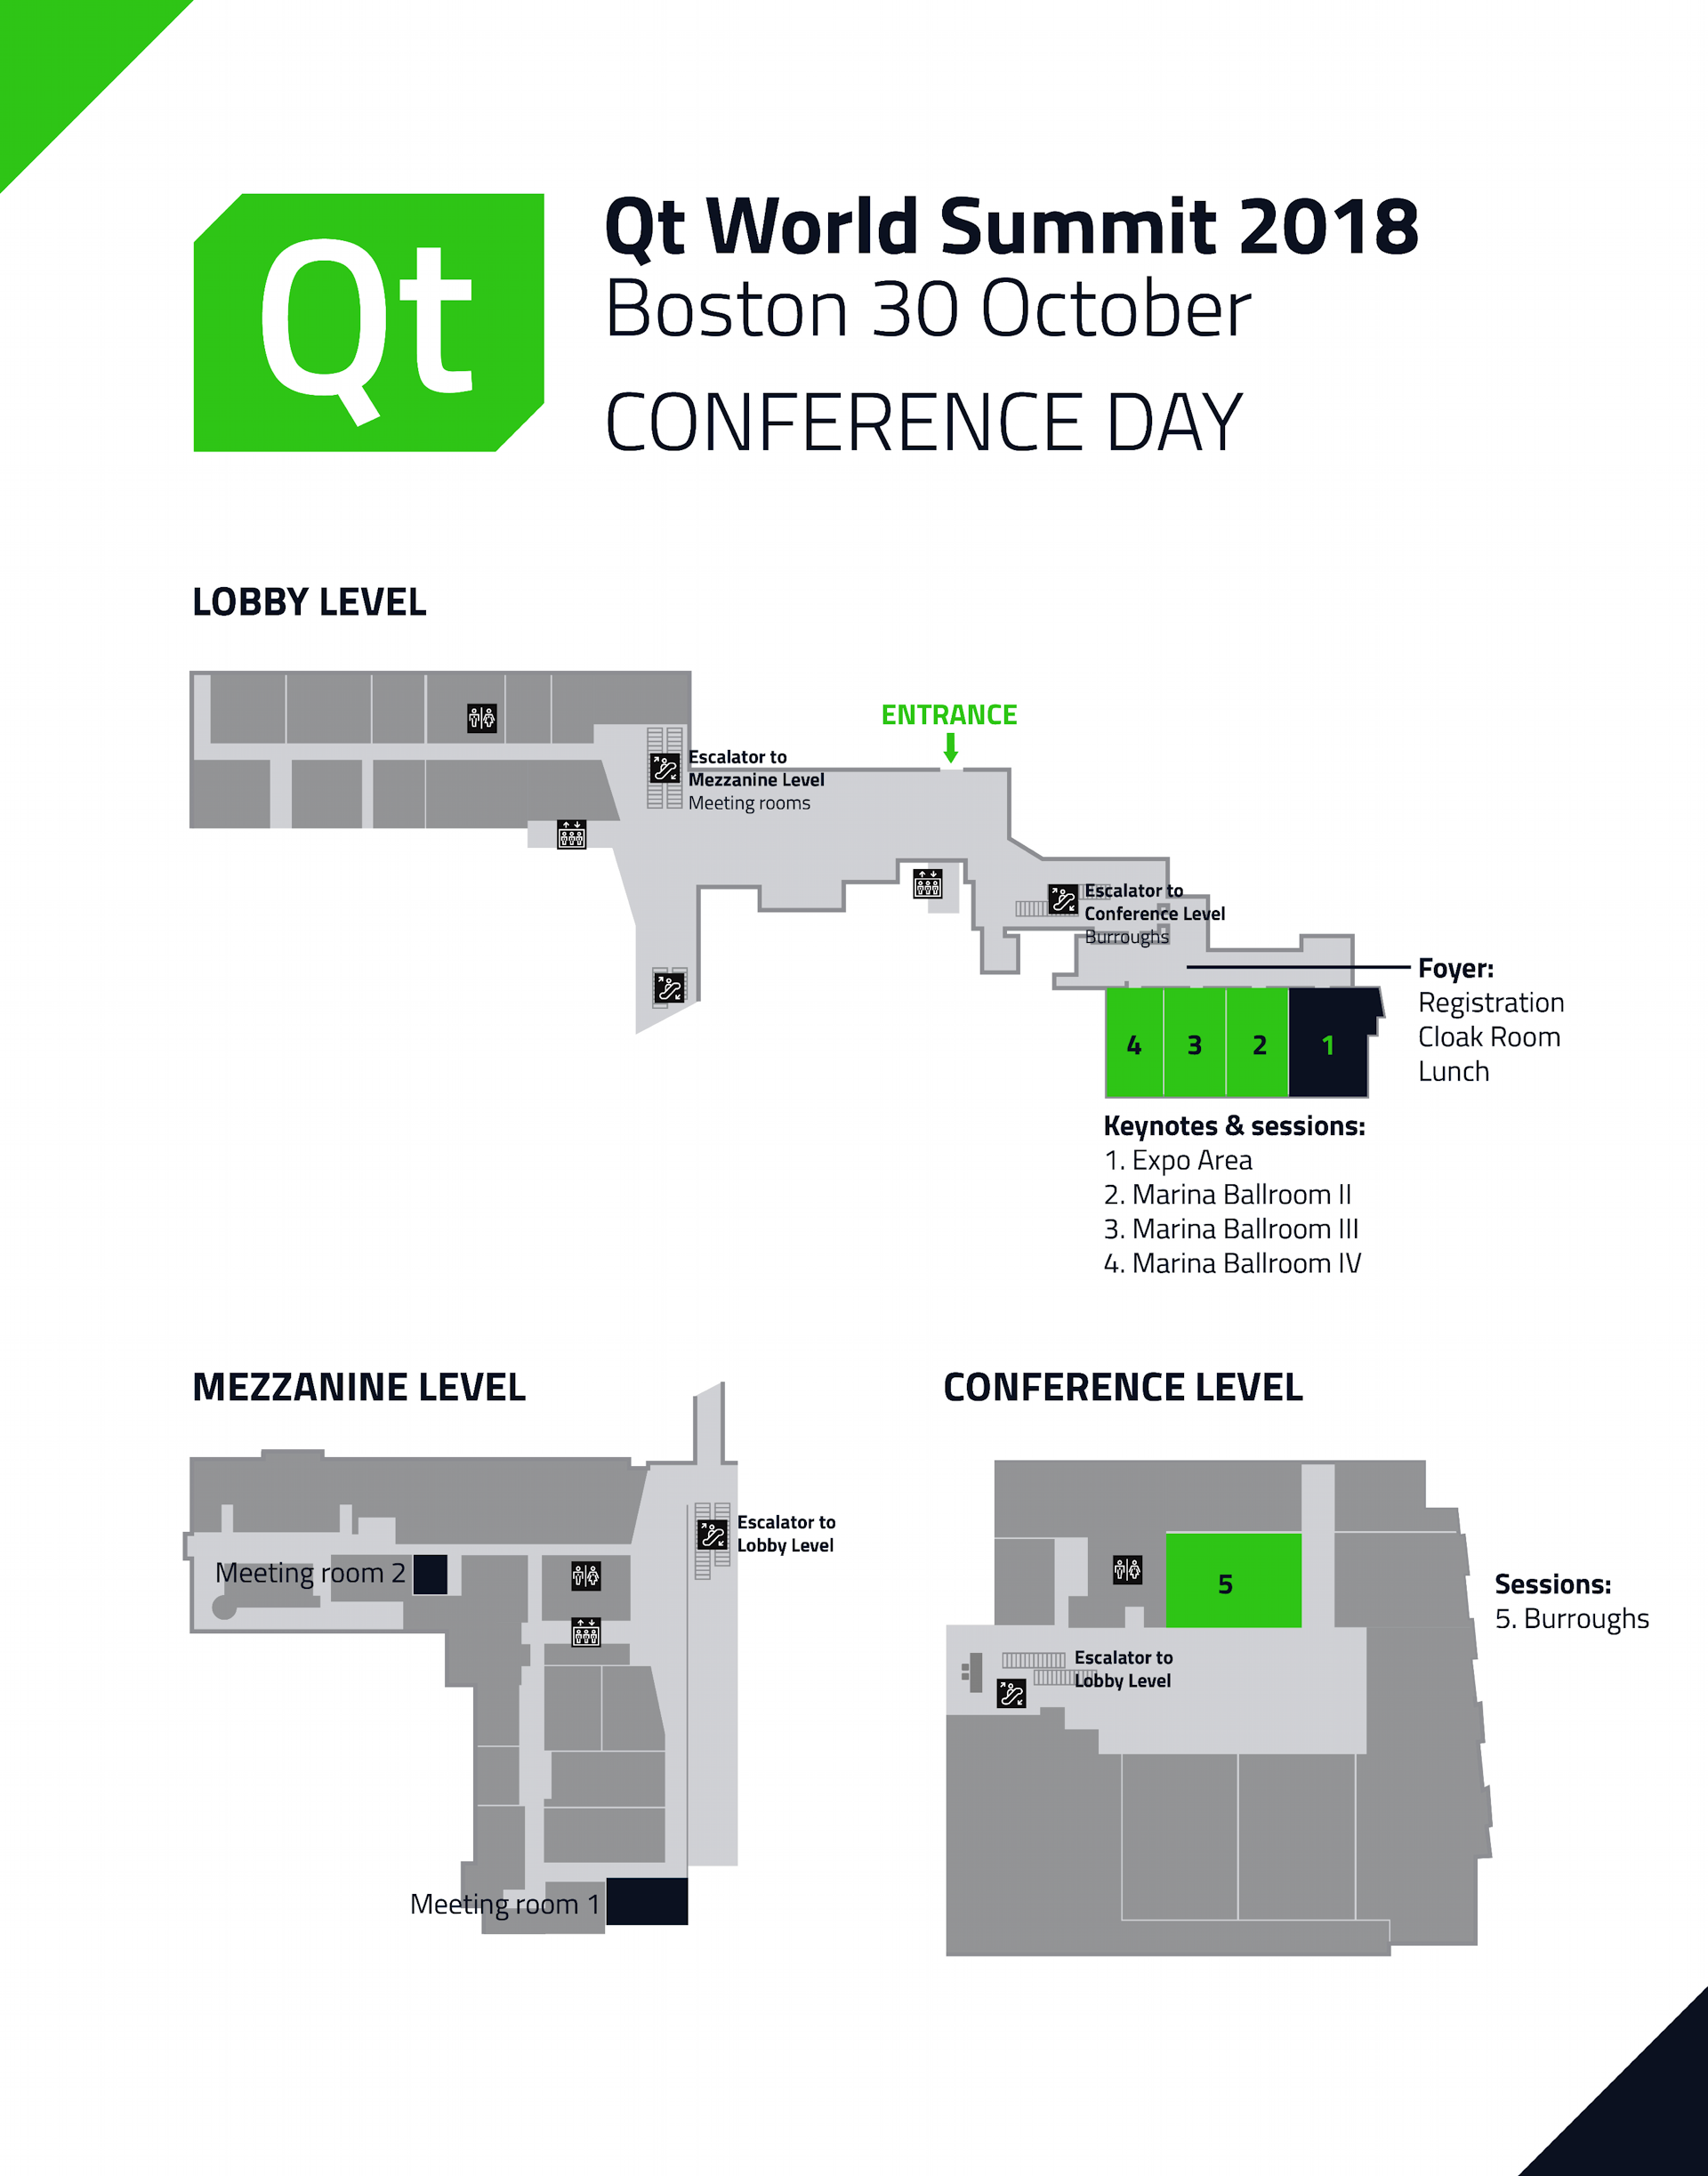 Qt
Qt World Summit 2018
Boston 30 October
CONFERENCE DAY
LOBBY LEVEL
ENTRANCE
Escalator to
Mezzanine Level
Meeting rooms
Escalator to
Conference Level
Burroughs
Foyer:
Registration
Cloak Room
Lunch
4 3 2 1
Keynotes & sessions:
1. Expo Area
2. Marina Ballroom II
3. Marina Ballroom III
4. Marina Ballroom IV
MEZZANINE LEVEL
Escalator to
Lobby Level
Meeting room 2
Meeting room 1
CONFERENCE LEVEL
5
Sessions:
5. Burroughs
Escalator to
Lobby Level